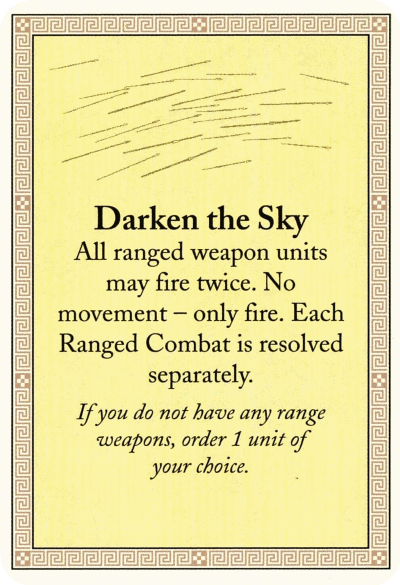 Darken the Sky
All ranged weapon units
may fire twice. No
movement – only fire. Each
Ranged Combat is resolved
separately.
If you do not have any range
weapons, order 1 unit of
your choice.